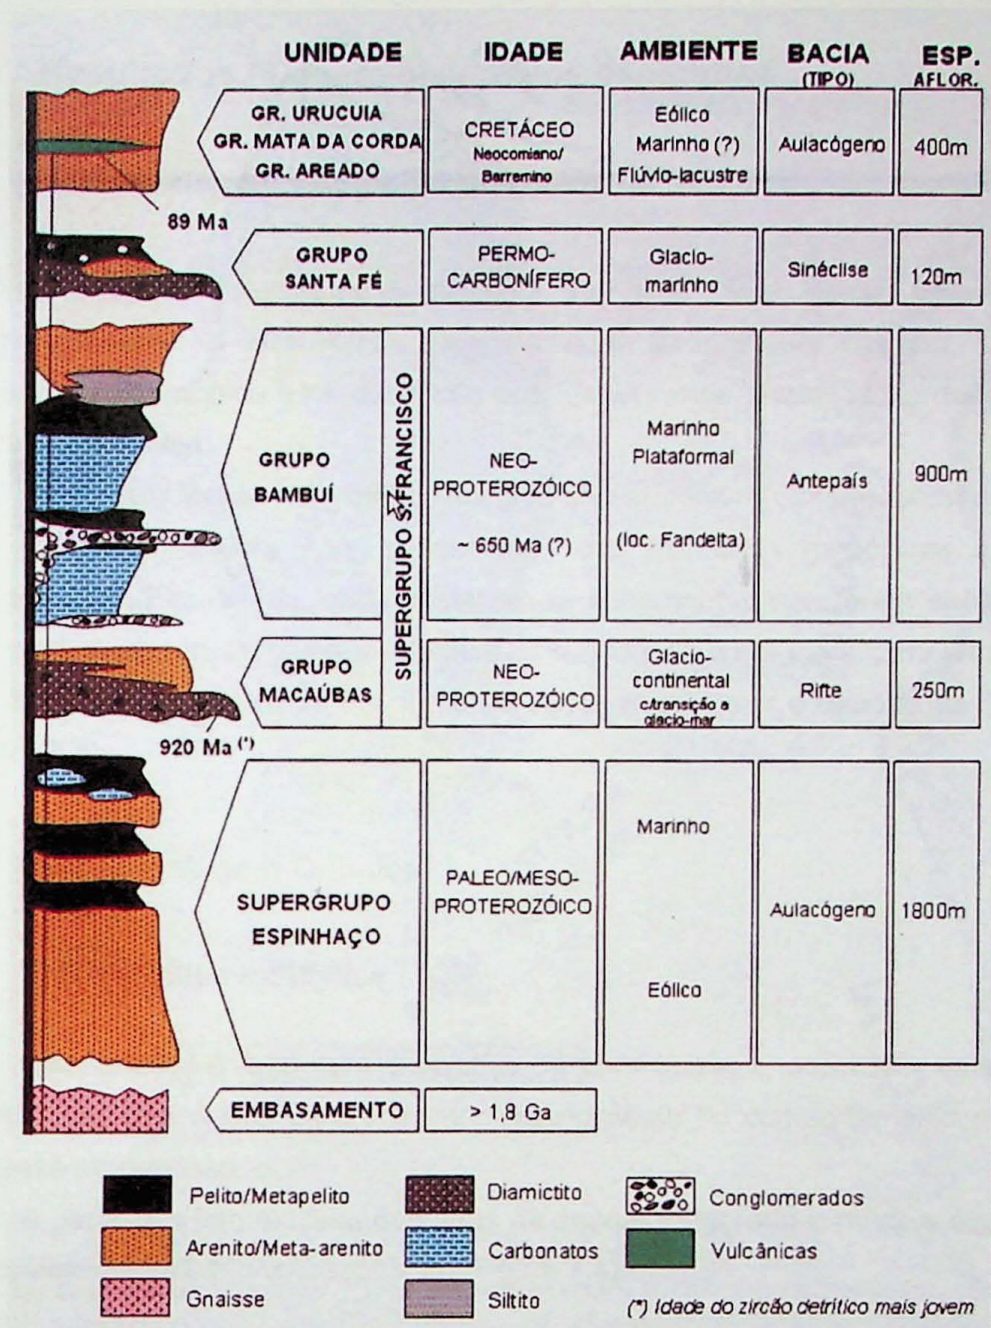 UNIDADE
IDADE
AMBIENTE
BACIA
(TIPO)
ESP.
AFLOR.
GR. URUCUIA
GR. MATA DA CORDA
GR. AREADO
CRETÁCEO
Neocomiano/
Barremino
Eólico
Marinho (?)
Flúvio-lacustre
Aulacógeno
400m
89 Ma
GRUPO
SANTA FÉ
PERMO-
CARBONÍFERO
Glacio-
marinho
Sinéclise
120m
GRUPO
BAMBUÍ
SUPERGRUPO S.FRANCISCO
NEO-
PROTEROZÓICO
~ 650 Ma (?)
Marinho
Plataformal
(loc. Fandelta)
Antepaís
900m
GRUPO
MACAÚBAS
NEO-
PROTEROZÓICO
Glacio-
continental
c/transição a
glacio-mar
Rifte
250m
920 Ma (*)
SUPERGRUPO
ESPINHAÇO
PALEO/MESO-
PROTEROZÓICO
Marinho
Eólico
Aulacógeno
1800m
EMBASAMENTO
> 1,8 Ga
Pelito/Metapelito
Diamictito
Conglomerados
Arenito/Meta-arenito
Carbonatos
Vulcânicas
Gnaisse
Siltito
(*) Idade do zircão detrítico mais jovem